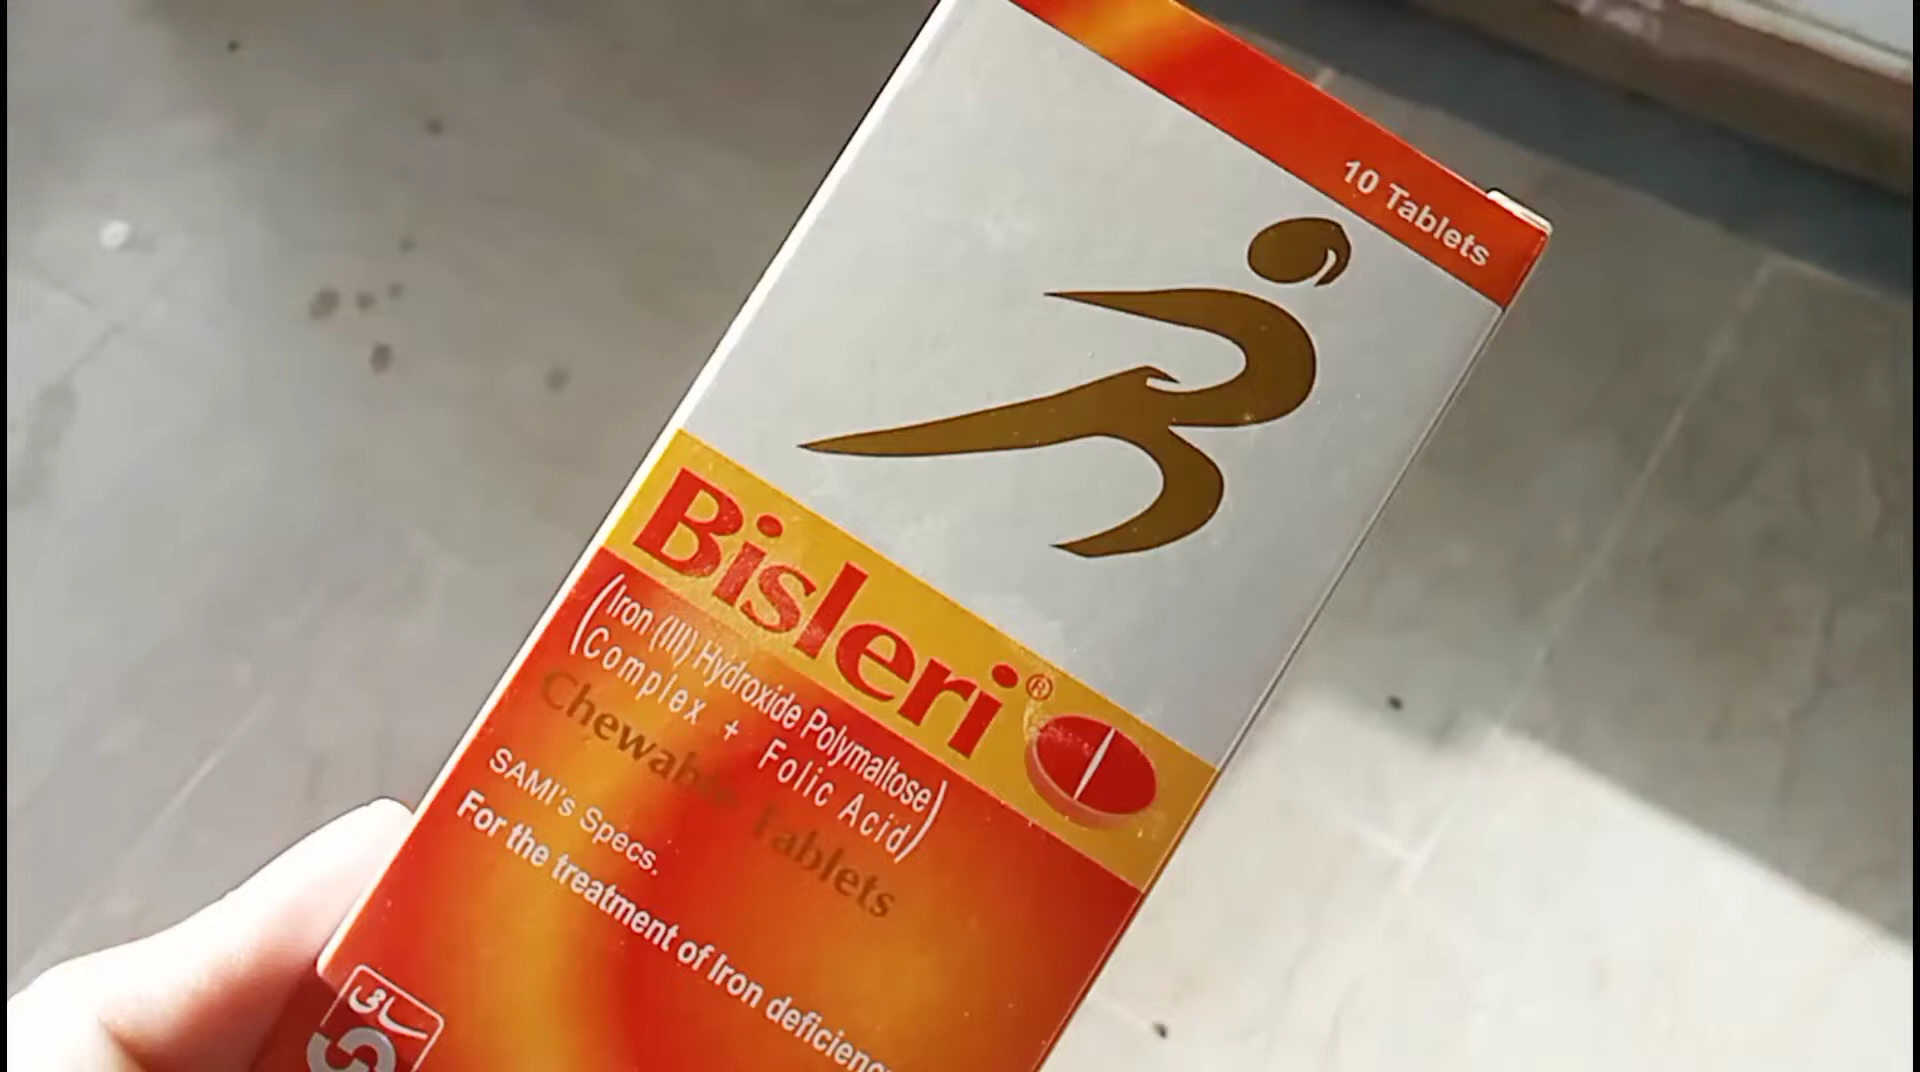 10 Tablets
Bisleri®
(Iron (III) Hydroxide Polymaltose
Complex + Folic Acid)
Chewable Tablets
SAMI's Specs.
For the treatment of Iron
سامی
S